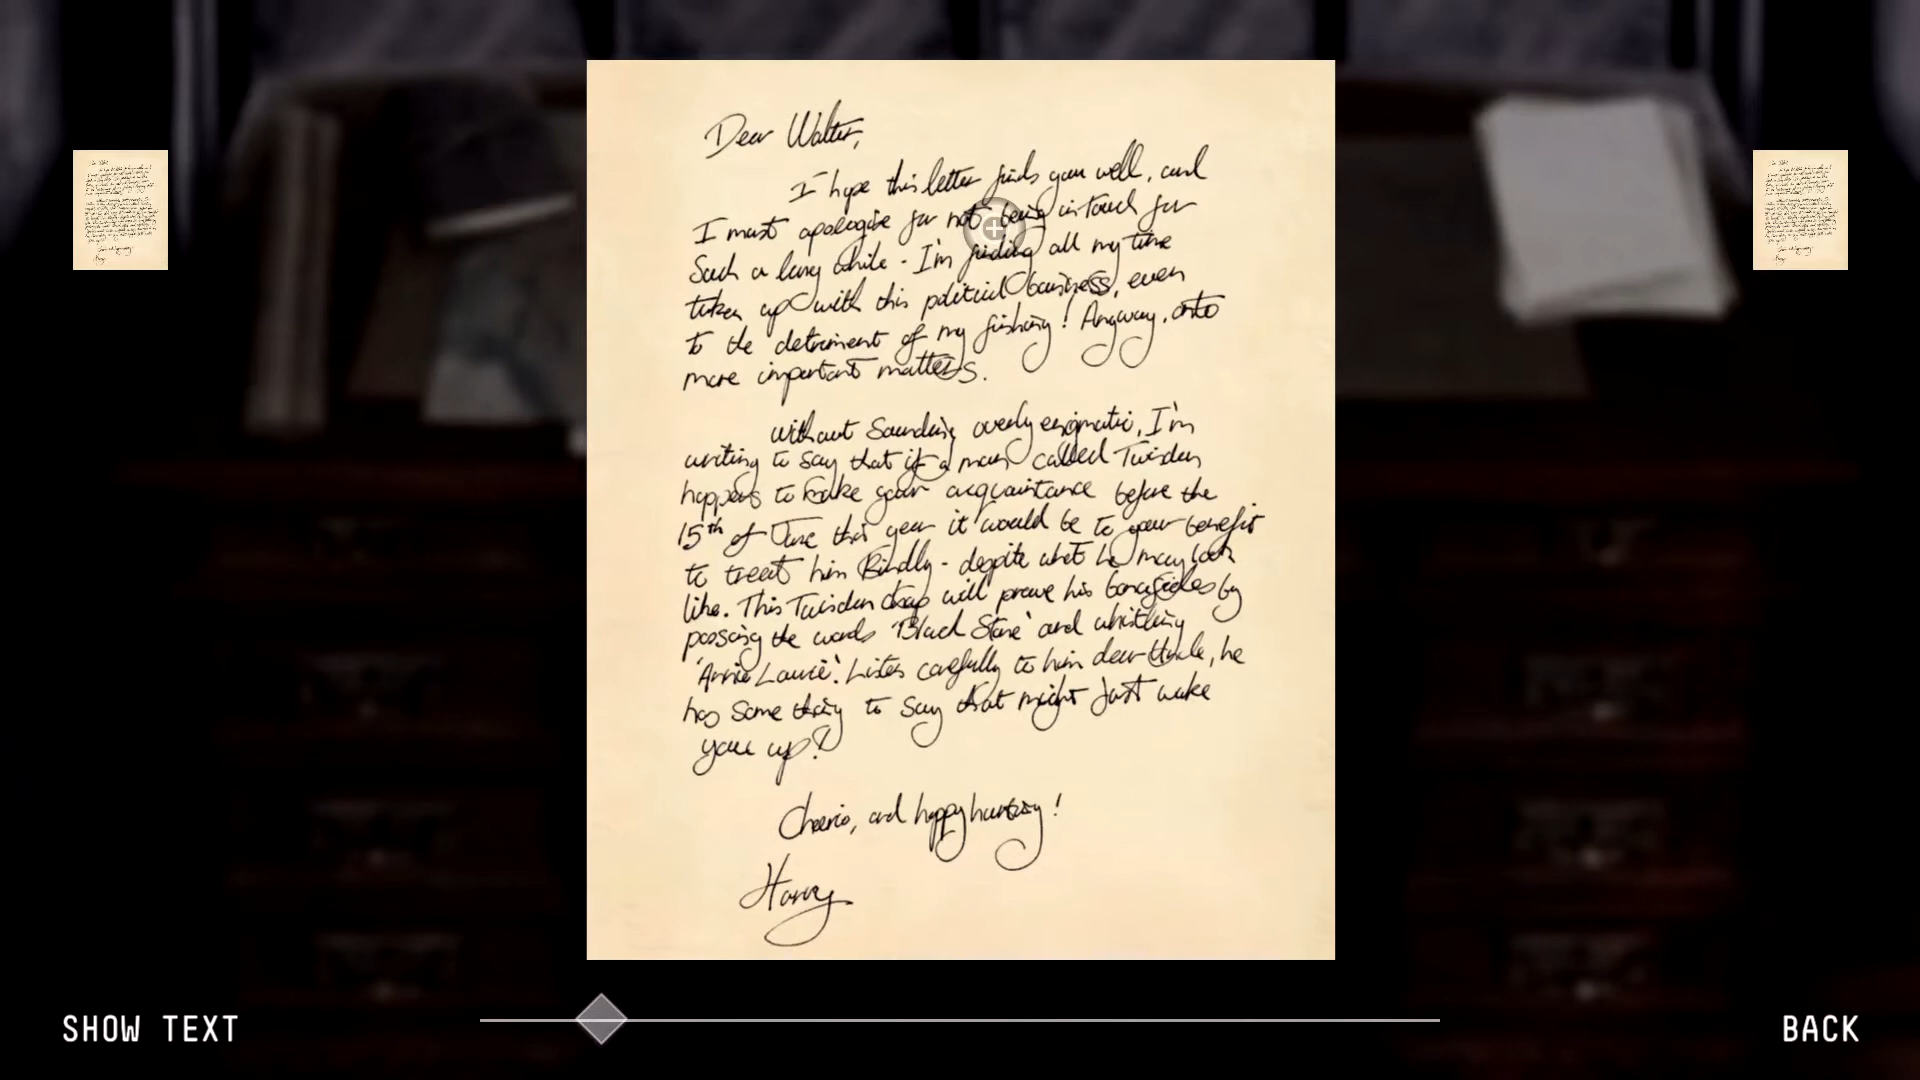 Dear Walter,
I hope this letter finds you well, and
I must apologise for not being in touch for
such a long while - I'm finding all my time
taken up with this political business, even
to the detriment of my fishing! Anyway, onto
more important matters.
Without sounding overly enigmatic, I'm
writing to say that if a man called Twisden
happens to make your acquaintance before the
15th of June this year it would be to your benefit
to treat him kindly - despite what he may look
like. This Twisden chap will prove his bonafides by
passing the words 'Black Stone' and whistling
'Annie Laurie'. Listen carefully to him dear Uncle, he
has something to say that might just wake
you up!
Cheerio, and happy hunting!
Harry
SHOW TEXT
BACK